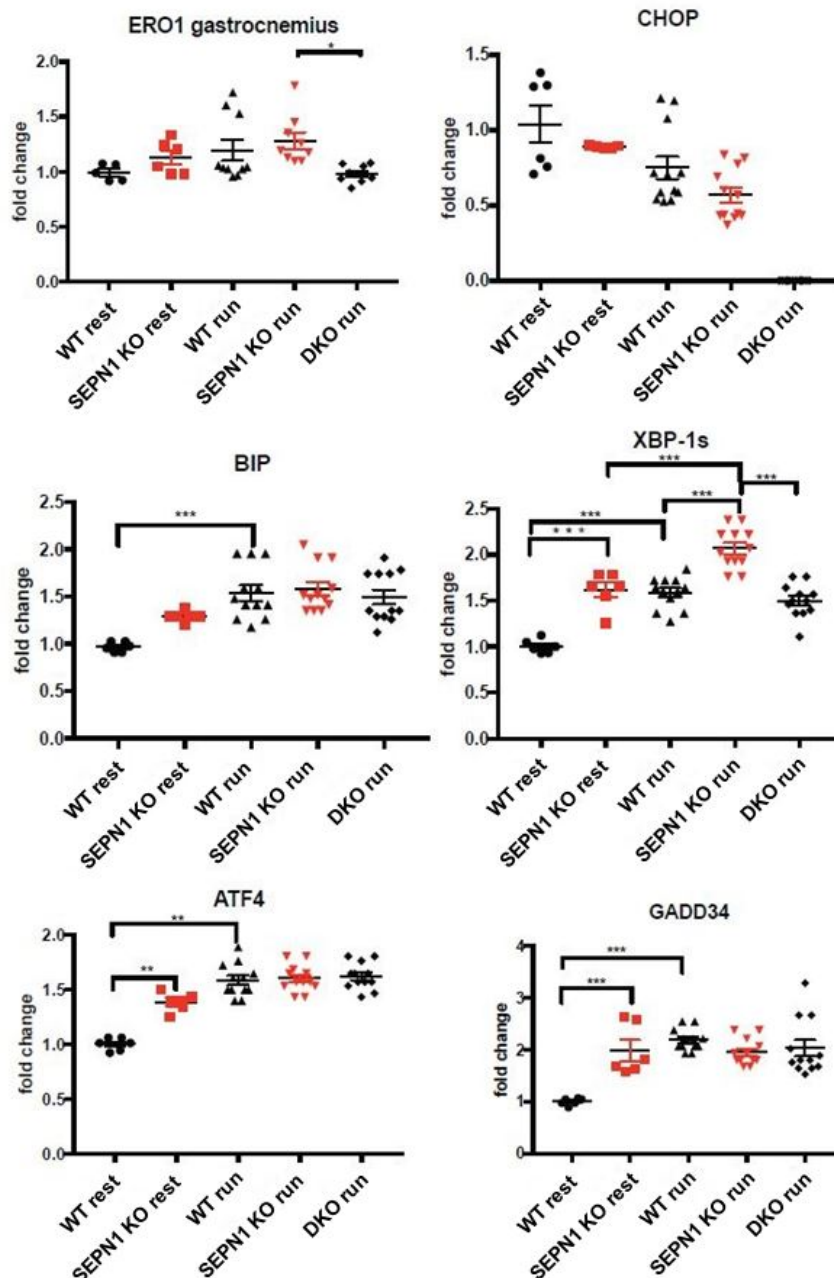 ERO1 gastrocnemius
*
fold change
2.0
1.5
1.0
0.5
0.0
WT rest
SEPN1 KO rest
WT run
SEPN1 KO run
DKO run
CHOP
fold change
1.5
1.0
0.5
0.0
WT rest
SEPN1 KO rest
WT run
SEPN1 KO run
DKO run
BIP
***
fold change
2.5
2.0
1.5
1.0
0.5
0.0
WT rest
SEPN1 KO rest
WT run
SEPN1 KO run
DKO run
XBP-1s
***
***
***
***
* * *
fold change
2.5
2.0
1.5
1.0
0.5
0.0
WT rest
SEPN1 KO rest
WT run
SEPN1 KO run
DKO run
ATF4
**
**
fold change
2.0
1.5
1.0
0.5
0.0
WT rest
SEPN1 KO rest
WT run
SEPN1 KO run
DKO run
GADD34
***
***
fold change
4
3
2
1
0
WT rest
SEPN1 KO rest
WT run
SEPN1 KO run
DKO run